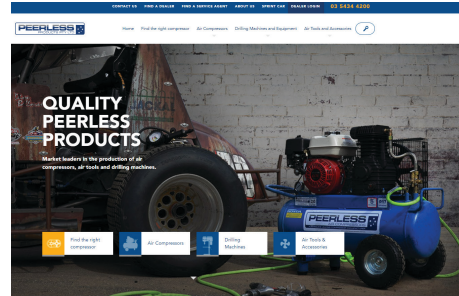 CONTACT US FIND A DEALER FIND A SERVICE AGENT ABOUT US SPRINT CAR DEALER LOGIN 03 5434 4200
PEERLESS
Home Find the right compressor Air Compressors Drilling Machines and Equipment Air Tools and Accessories
QUALITY
PEERLESS
PRODUCTS
Market leaders in the production of air
compressors, air tools and drilling machines.
PEERLESS
Find the right
compressor
Air Compressors
Drilling
Machines
Air Tools &
Accessories